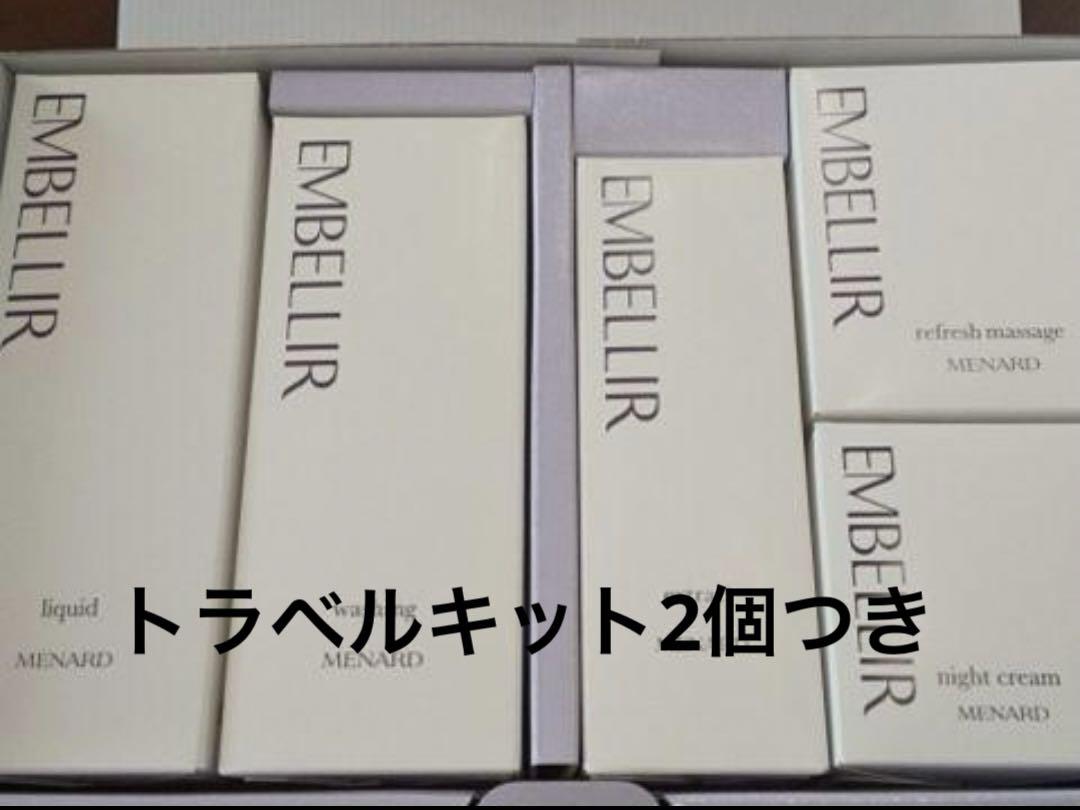 EMBELLIR
liquid
MENARD
EMBELLIR
washing
MENARD
EMBELLIR
EMBELLIR
refresh massage
MENARD
EMBELLIR
night cream
MENARD
トラベルキット2個つき